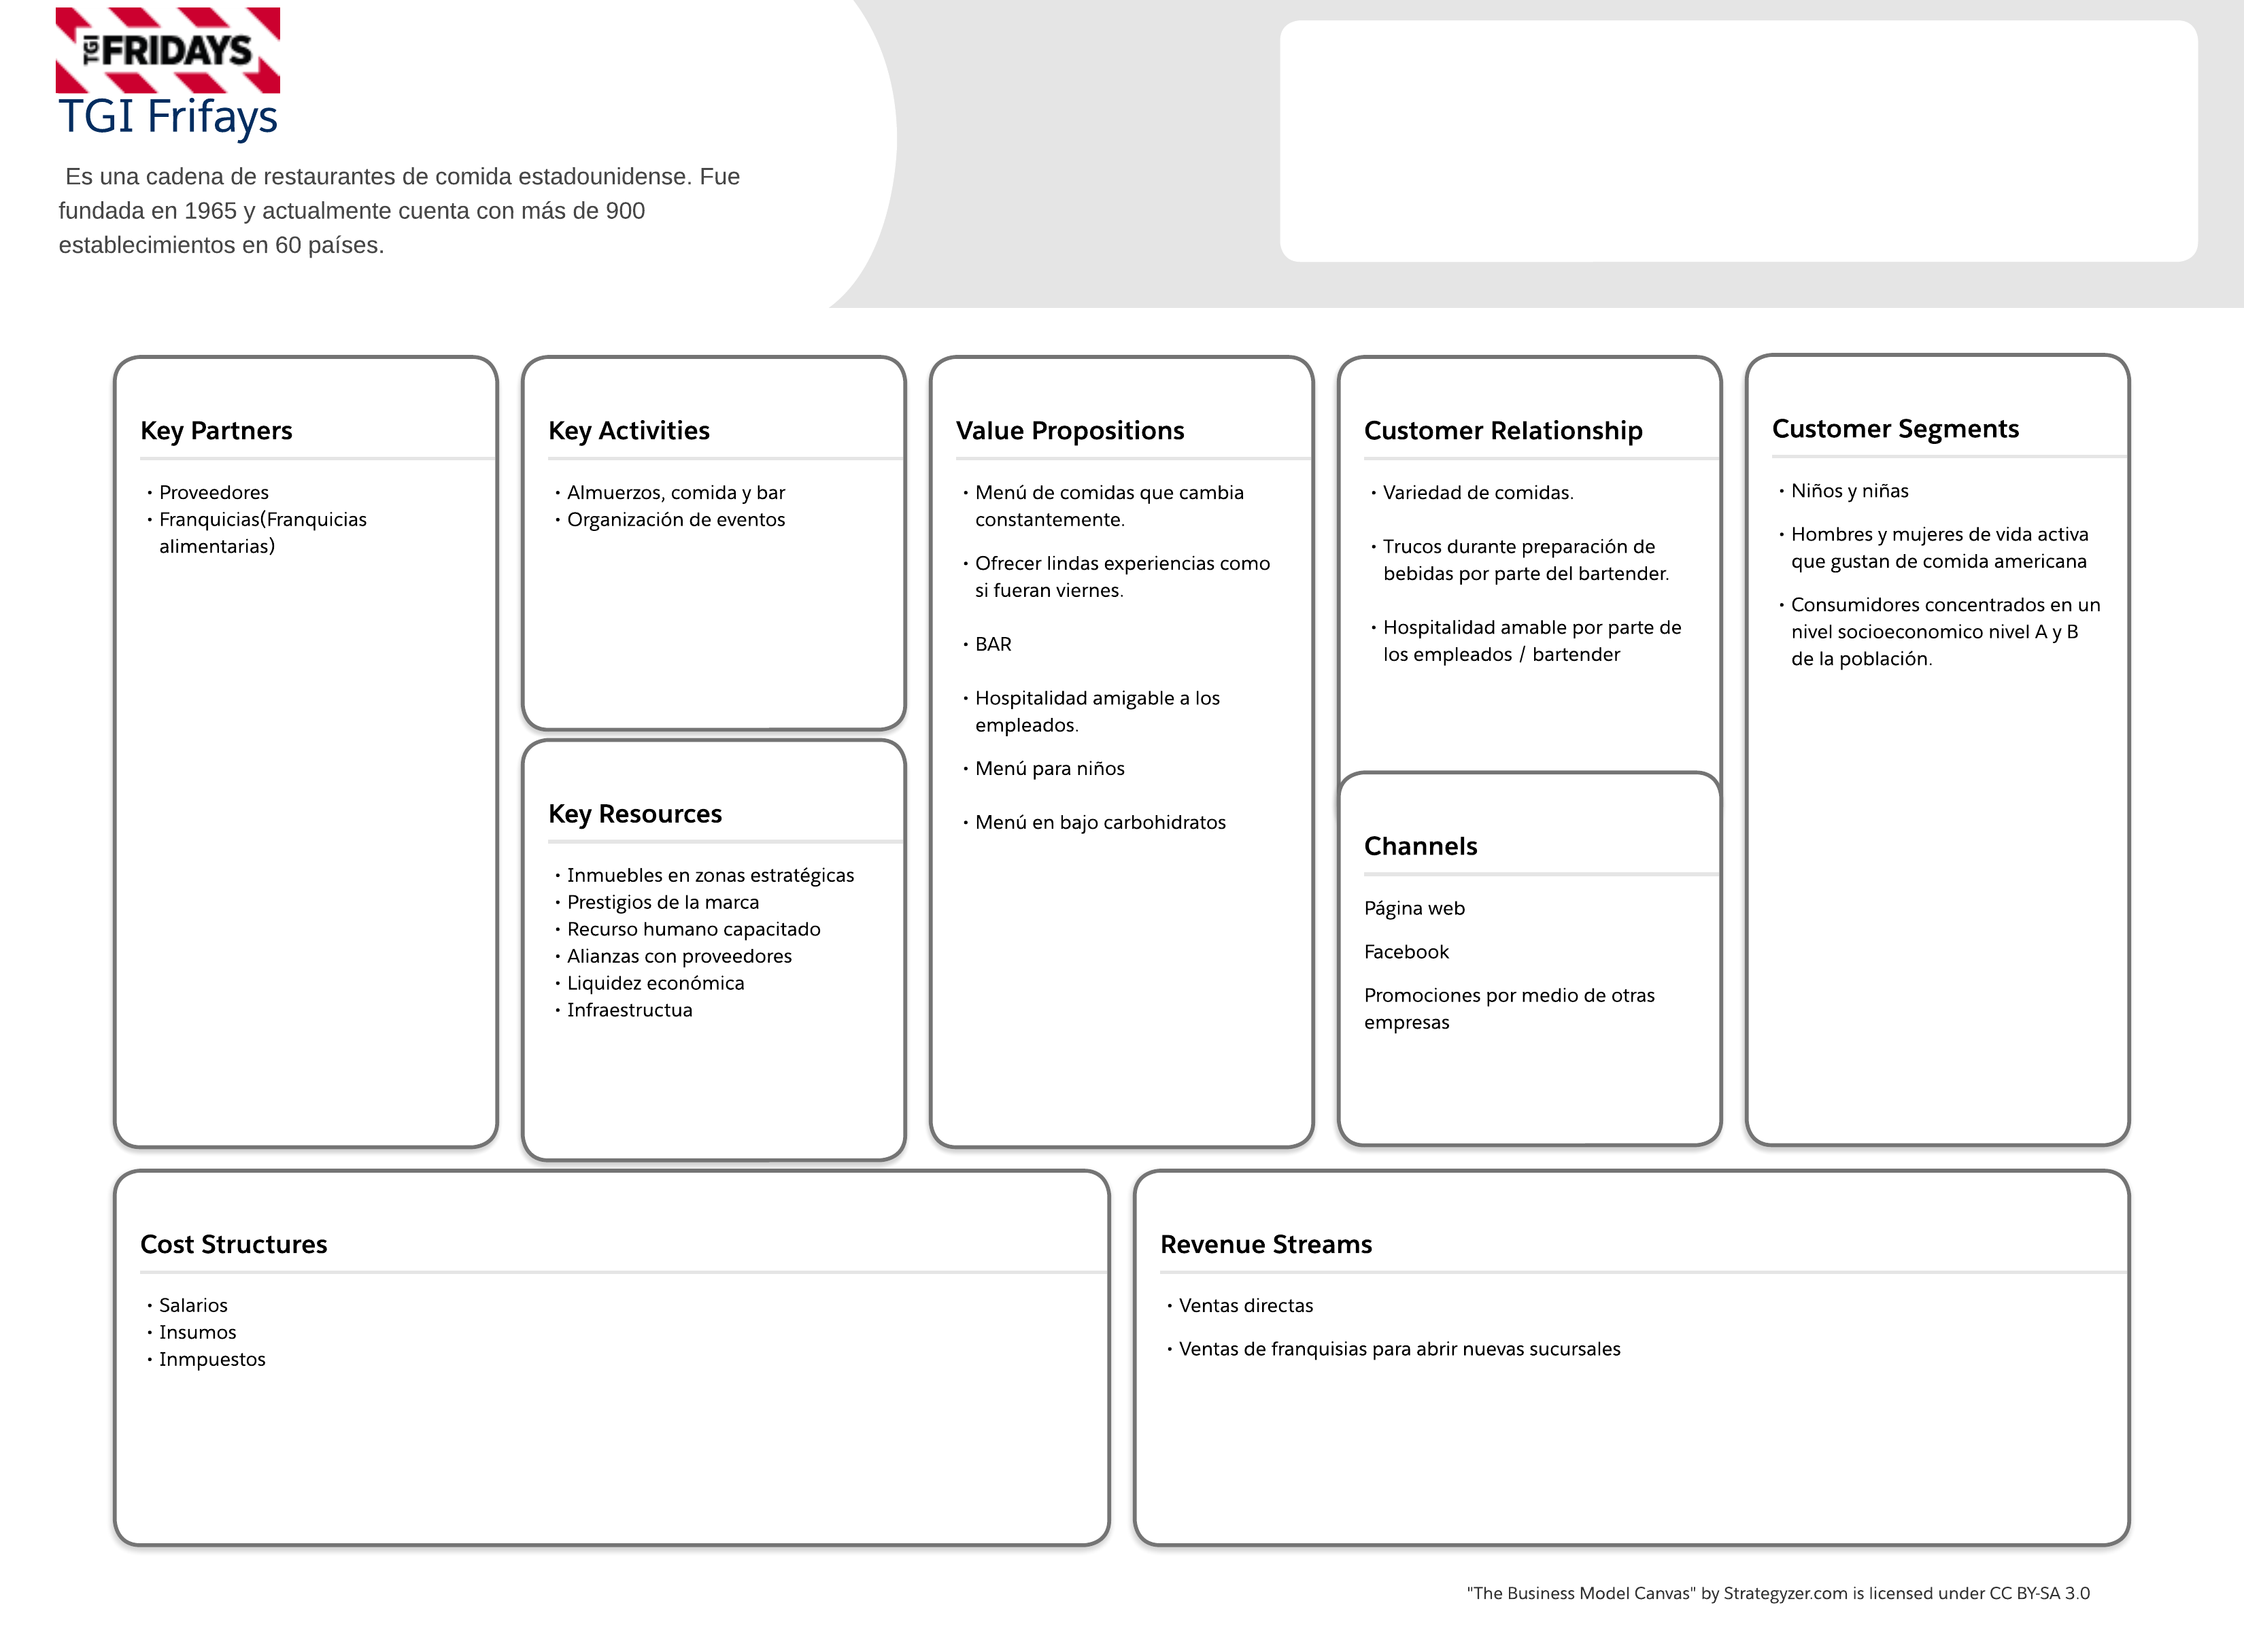 TGI FRIDAYS
TGI Frifays
Es una cadena de restaurantes de comida estadounidense. Fue
fundada en 1965 y actualmente cuenta con más de 900
establecimientos en 60 países.
Key Partners
• Proveedores
• Franquicias(Franquicias
alimentarias)
Key Activities
• Almuerzos, comida y bar
• Organización de eventos
Key Resources
• Inmuebles en zonas estratégicas
• Prestigios de la marca
• Recurso humano capacitado
• Alianzas con proveedores
• Liquidez económica
• Infraestructua
Value Propositions
• Menú de comidas que cambia
constantemente.
• Ofrecer lindas experiencias como
si fueran viernes.
• BAR
• Hospitalidad amigable a los
empleados.
• Menú para niños
• Menú en bajo carbohidratos
Customer Relationship
• Variedad de comidas.
• Trucos durante preparación de
bebidas por parte del bartender.
• Hospitalidad amable por parte de
los empleados / bartender
Channels
Página web
Facebook
Promociones por medio de otras
empresas
Customer Segments
• Niños y niñas
• Hombres y mujeres de vida activa
que gustan de comida americana
• Consumidores concentrados en un
nivel socioeconomico nivel A y B
de la población.
Cost Structures
• Salarios
• Insumos
• Inmpuestos
Revenue Streams
• Ventas directas
• Ventas de franquisias para abrir nuevas sucursales
"The Business Model Canvas" by Strategyzer.com is licensed under CC BY-SA 3.0